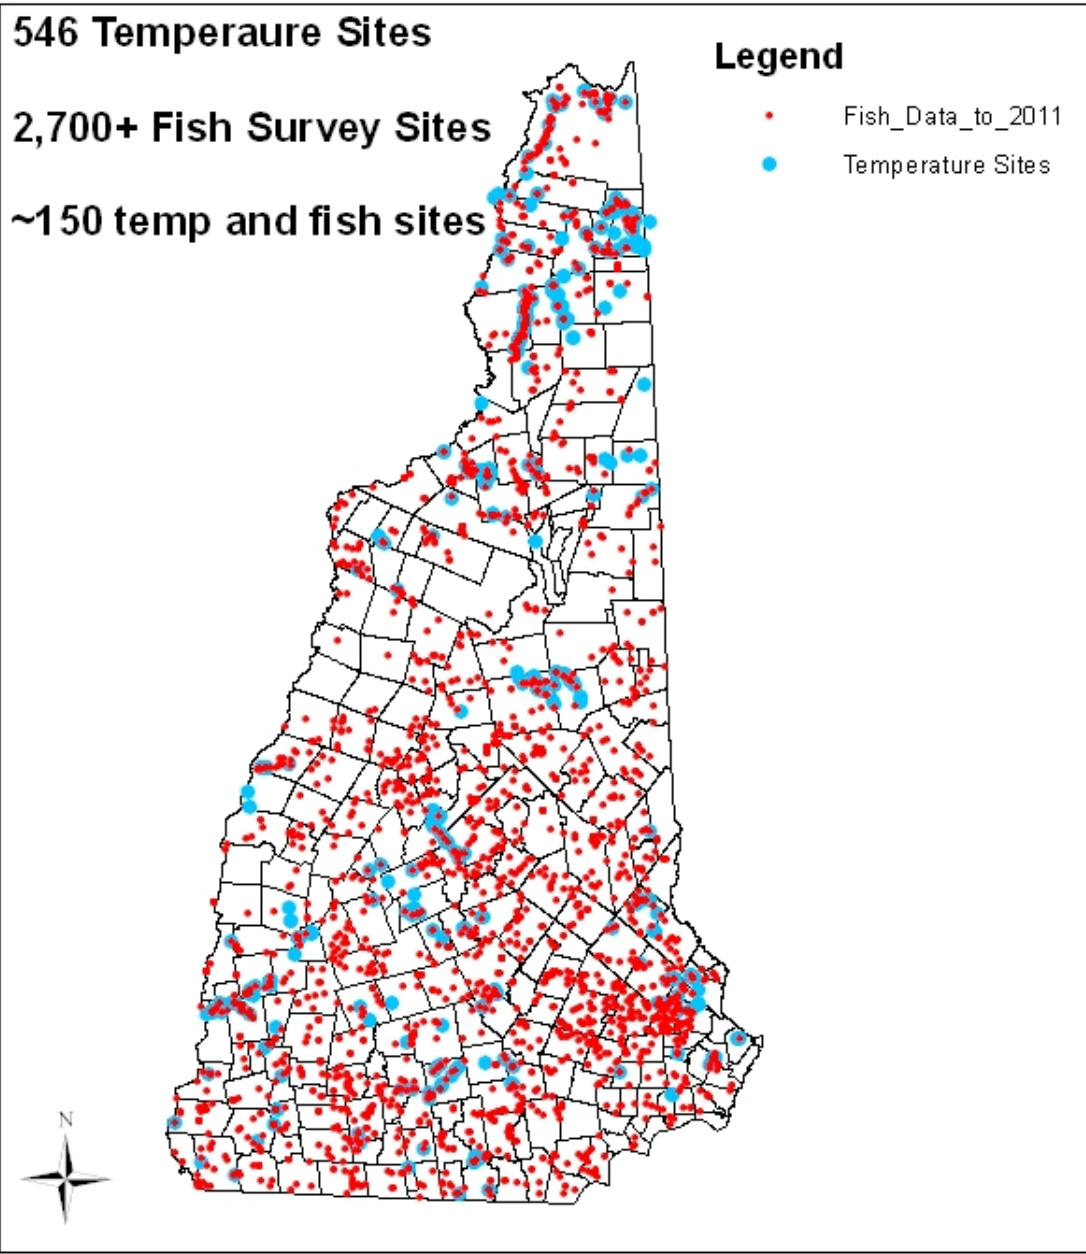 546 Temperaure Sites
2,700+ Fish Survey Sites
~150 temp and fish sites
Legend
Fish_Data_to_2011
Temperature Sites
N